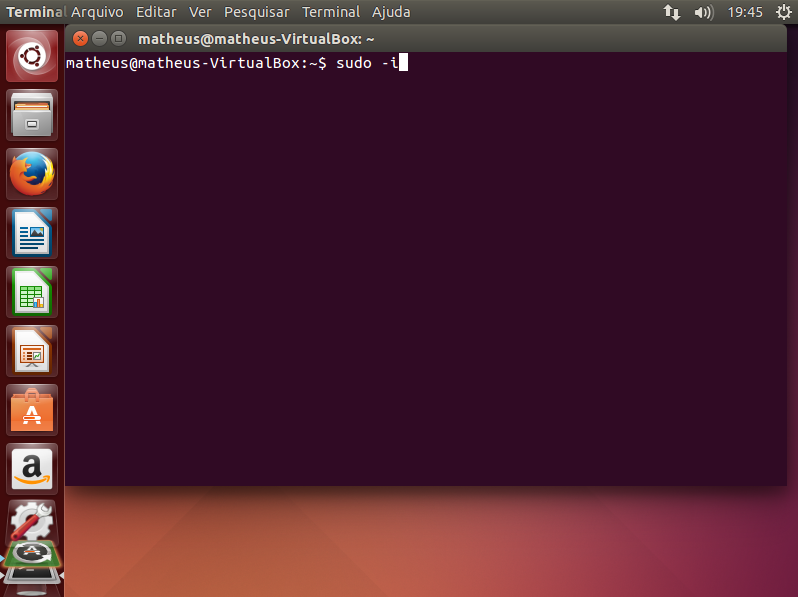 Terminal Arquivo Editar Ver Pesquisar Terminal Ajuda 19:45
matheus@matheus-VirtualBox: ~
matheus@matheus-VirtualBox:~$ sudo -i
a